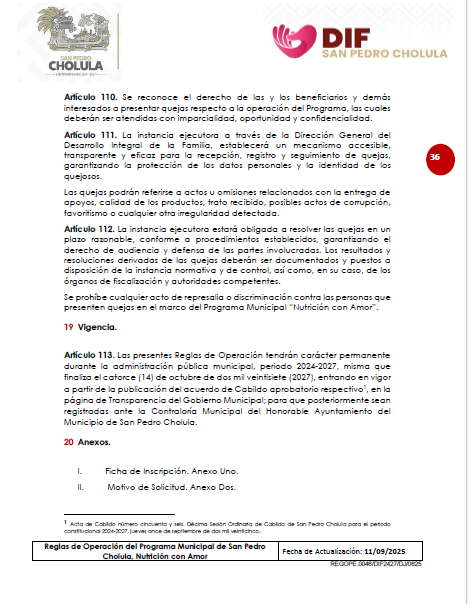 SAN PEDRO
CHOLULA
DIF
SAN PEDRO CHOLULA
Artículo 110. Se reconoce el derecho de las y los beneficiarios y demás
interesados a presentar quejas respecto a la operación del Programa, las cuales
deberán ser atendidas con imparcialidad, oportunidad y confidencialidad.
Artículo 111. La instancia ejecutora a través de la Dirección General del
Desarrollo Integral de la Familia, establecerá un mecanismo accesible,
transparente y eficaz para la recepción, registro y seguimiento de quejas,
garantizando la protección de los datos personales y la identidad de los
quejosos.
36
Las quejas podrán referirse a actos u omisiones relacionados con la entrega de
apoyos, calidad de los productos, trato recibido, posibles actos de corrupción,
favoritismo o cualquier otra irregularidad detectada.
Artículo 112. La instancia ejecutora estará obligada a resolver las quejas en un
plazo razonable, conforme a procedimientos establecidos, garantizando el
derecho de audiencia y defensa de las partes involucradas. Los resultados y
resoluciones derivadas de las quejas deberán ser documentados y puestos a
disposición de la instancia normativa y de control, así como, en su caso, de los
órganos de fiscalización y autoridades competentes.
Se prohíbe cualquier acto de represalia o discriminación contra las personas que
presenten quejas en el marco del Programa Municipal "Nutrición con Amor".
19 Vigencia.
Artículo 113. Las presentes Reglas de Operación tendrán carácter permanente
durante la administración pública municipal, periodo 2024-2027, misma que
finaliza el catorce (14) de octubre de dos mil veintisiete (2027), entrando en vigor
a partir de la publicación del acuerdo de Cabildo aprobatorio respectivo¹, en
la página de Transparencia del Gobierno Municipal; para que posteriormente sean
registradas ante la Contraloría Municipal del Honorable Ayuntamiento del
Municipio de San Pedro Cholula.
20 Anexos.
I. Ficha de Inscripción. Anexo Uno.
II. Motivo de Solicitud. Anexo Dos.
1 Acta de Cabildo número cincuenta y seis. Décima Sesión Ordinaria de Cabildo de San Pedro Cholula para el periodo
constitucional 2024-2027, jueves once de septiembre de dos mil veinticinco.
Reglas de Operación del Programa Municipal de San Pedro
Cholula, Nutrición con Amor
Fecha de Actualización: 11/09/2025
REGOPE.0046/DIF2427/DJ/0625